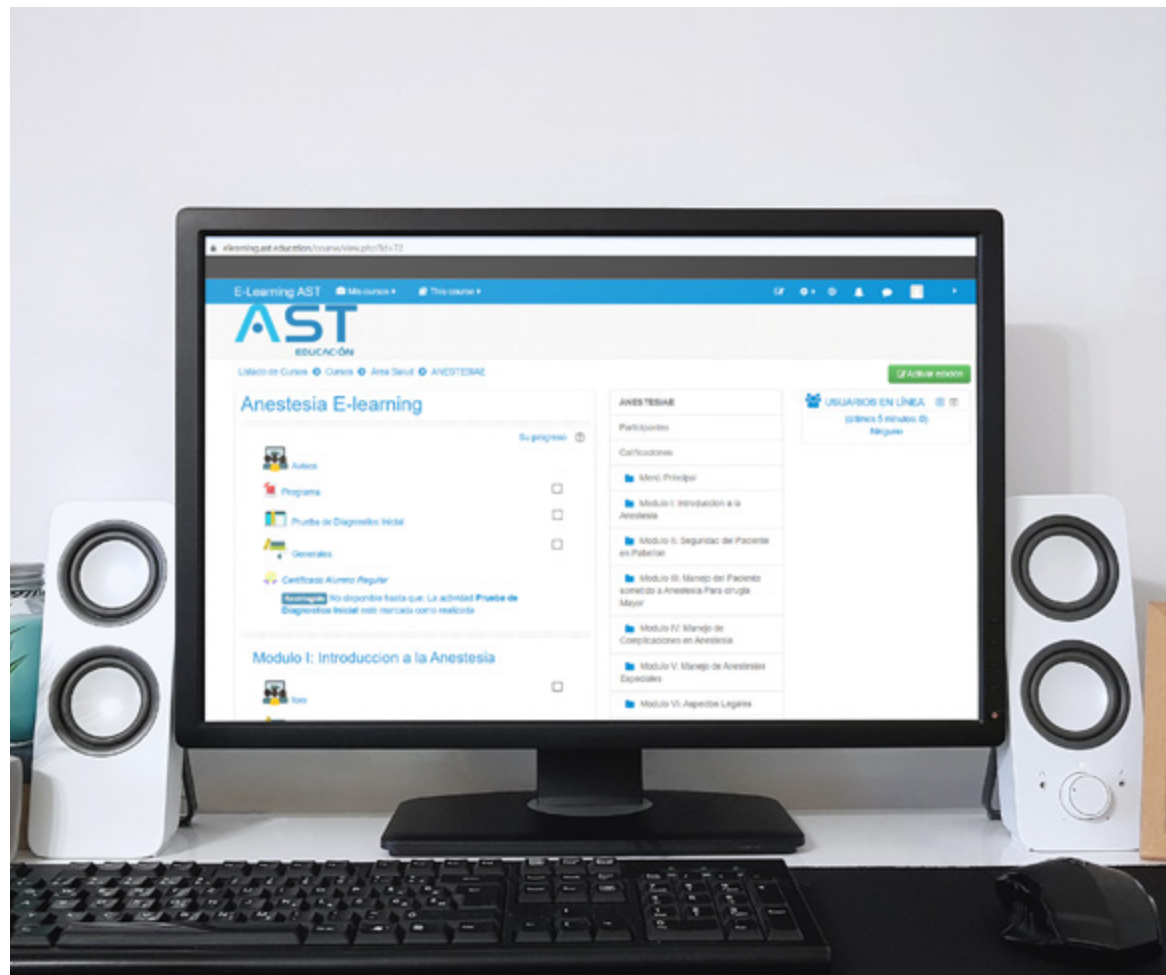 elearning.ast.education/course/view.php?id=72
E-Learning AST Mis cursos This course
AST
EDUCACIÓN
Listado de Cursos Cursos Área Salud ANESTESIAE
Activar edición
Anestesia E-learning
Su progreso
Avisos
Programa
Prueba de Diagnostico Inicial
Generales
Certificado Alumno Regular
Restringido No disponible hasta que: La actividad Prueba de
Diagnostico Inicial esté marcada como realizada
Modulo I: Introduccion a la Anestesia
foro
ANESTESIAE
Participantes
Calificaciones
Menú Principal
Modulo I: Introduccion a la
Anestesia
Modulo II: Seguridad del Paciente
en Pabellon
Modulo III: Manejo del Paciente
sometido a Anestesia Para cirugia
Mayor
Modulo IV: Manejo de
Complicaciones en Anestesia
Modulo V: Manejo de Anestesias
Especiales
Modulo VI: Aspectos Legales
USUARIOS EN LÍNEA
(últimos 5 minutos: 0)
Ninguno